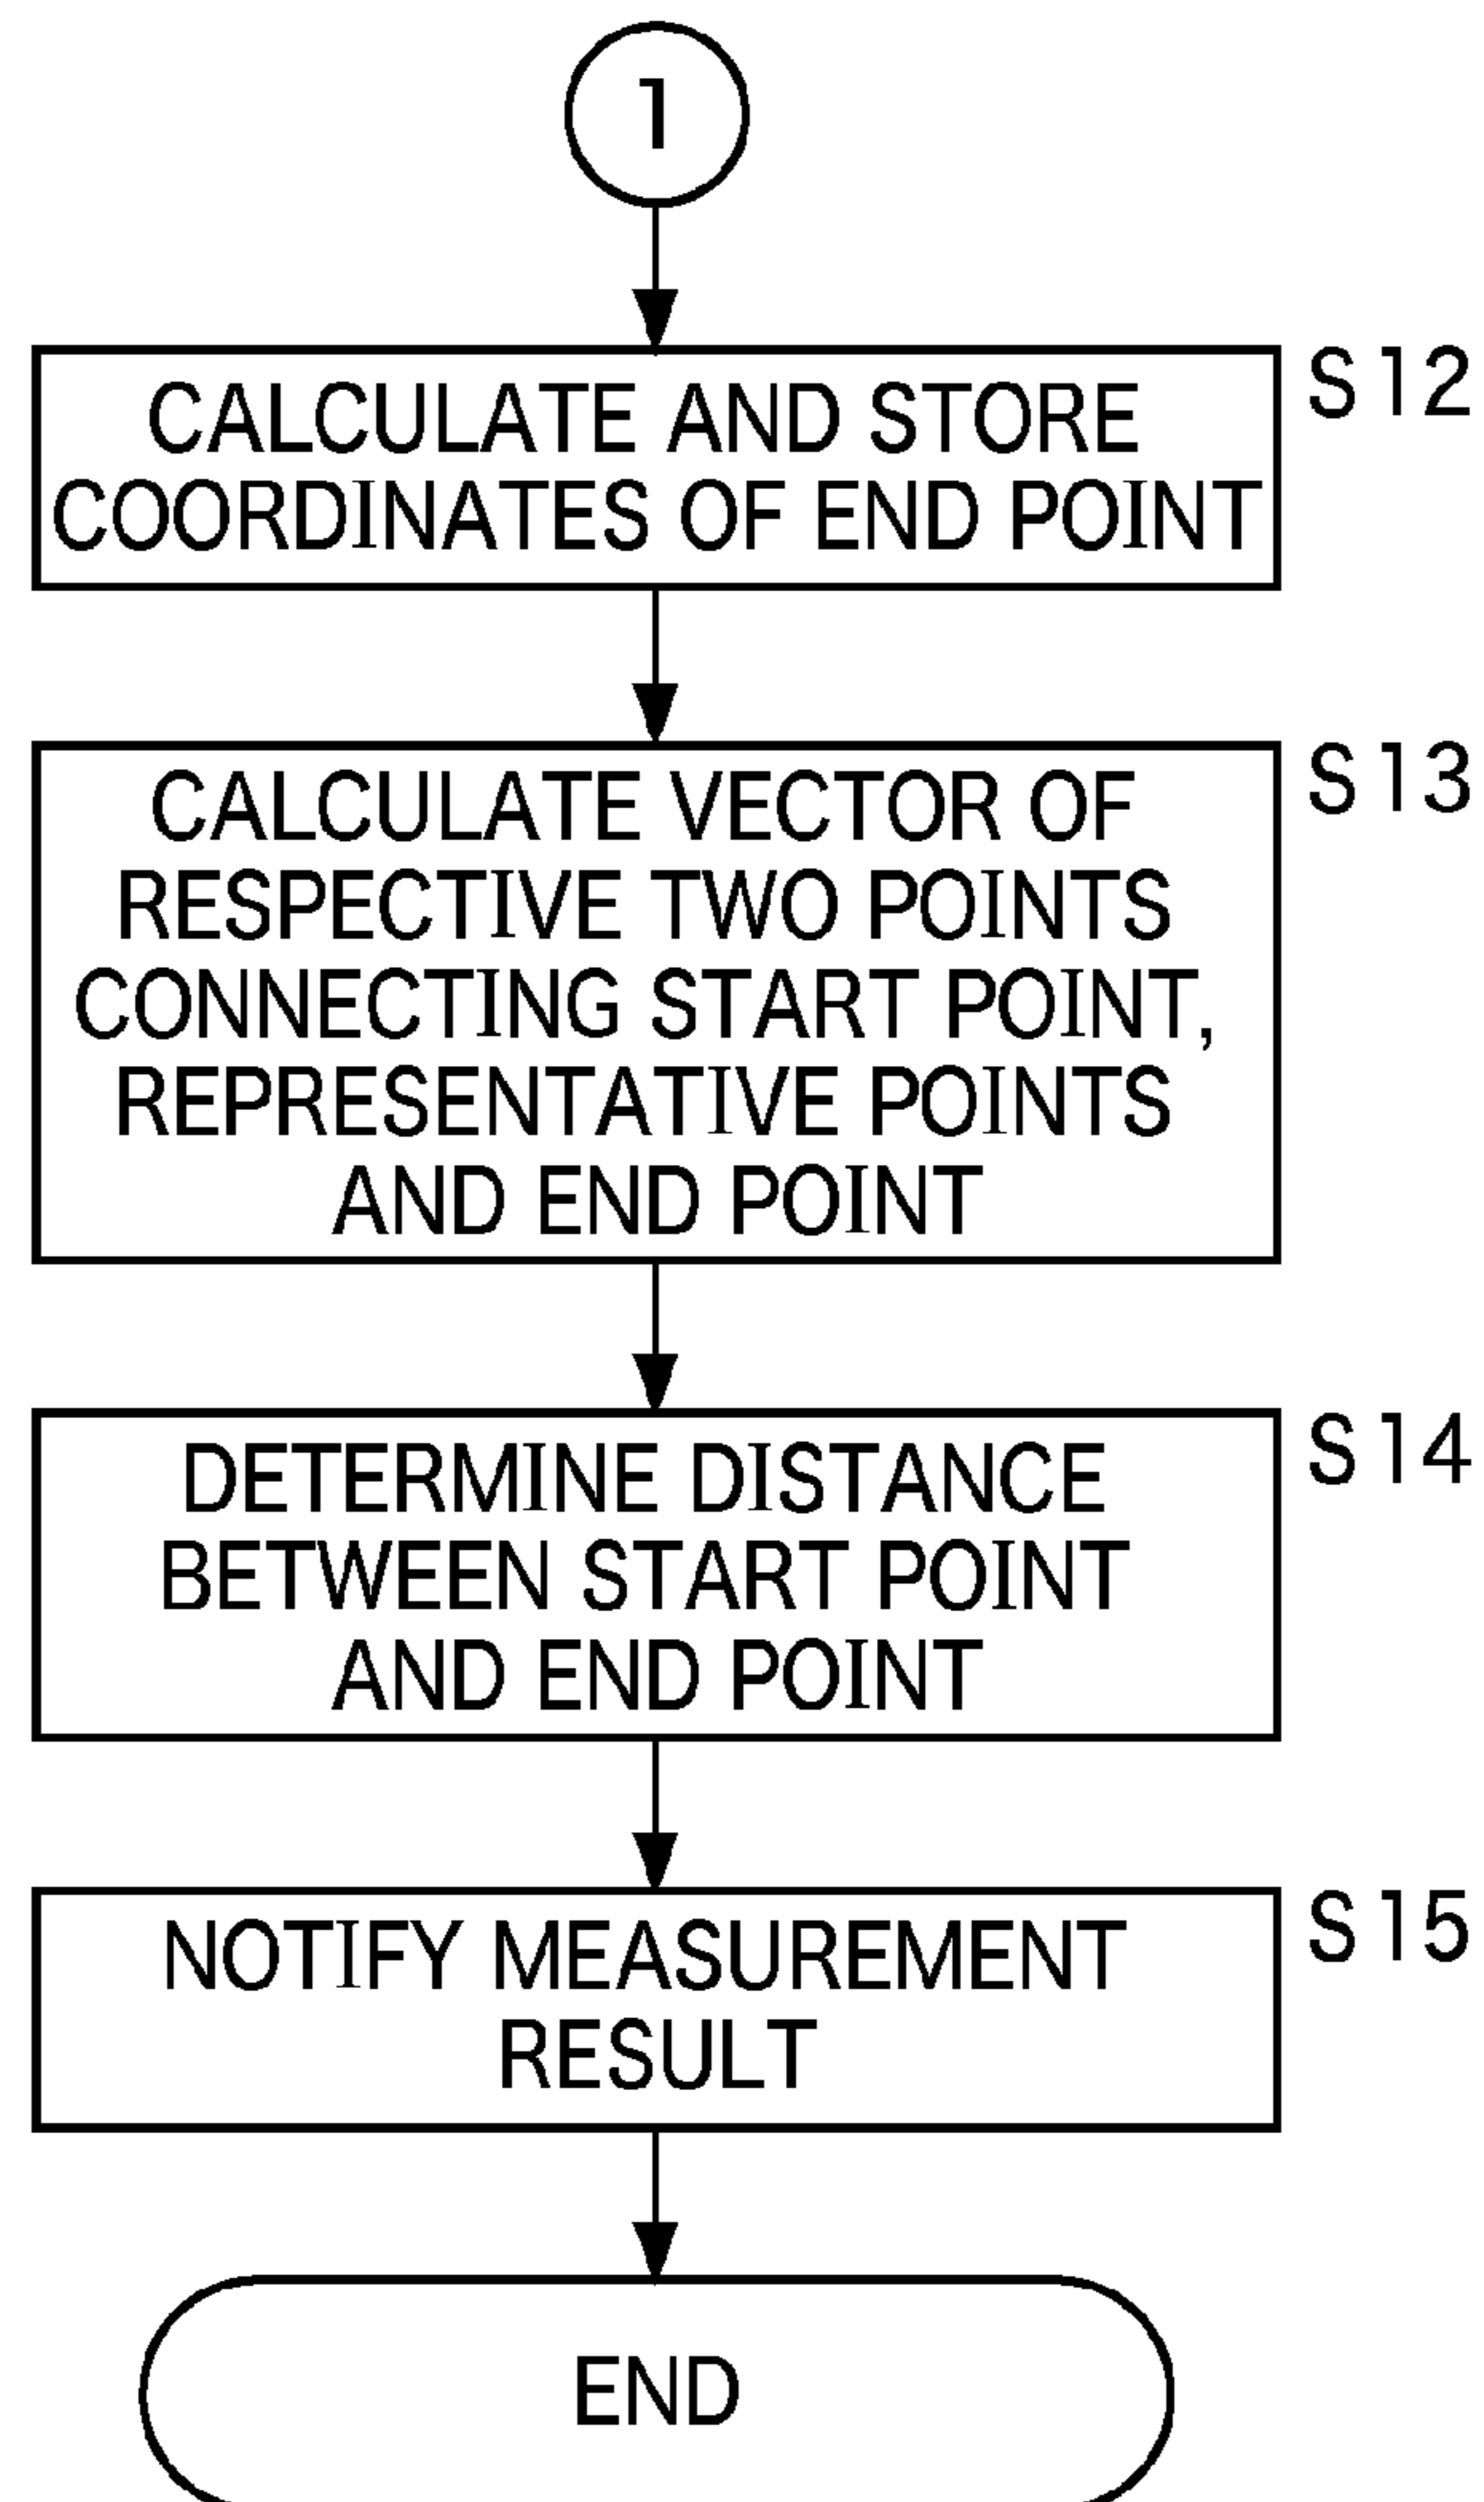 1
CALCULATE AND STORE
COORDINATES OF END POINT
S12
CALCULATE VECTOR OF
RESPECTIVE TWO POINTS
CONNECTING START POINT,
REPRESENTATIVE POINTS
AND END POINT
S13
DETERMINE DISTANCE
BETWEEN START POINT
AND END POINT
S14
NOTIFY MEASUREMENT
RESULT
S15
END